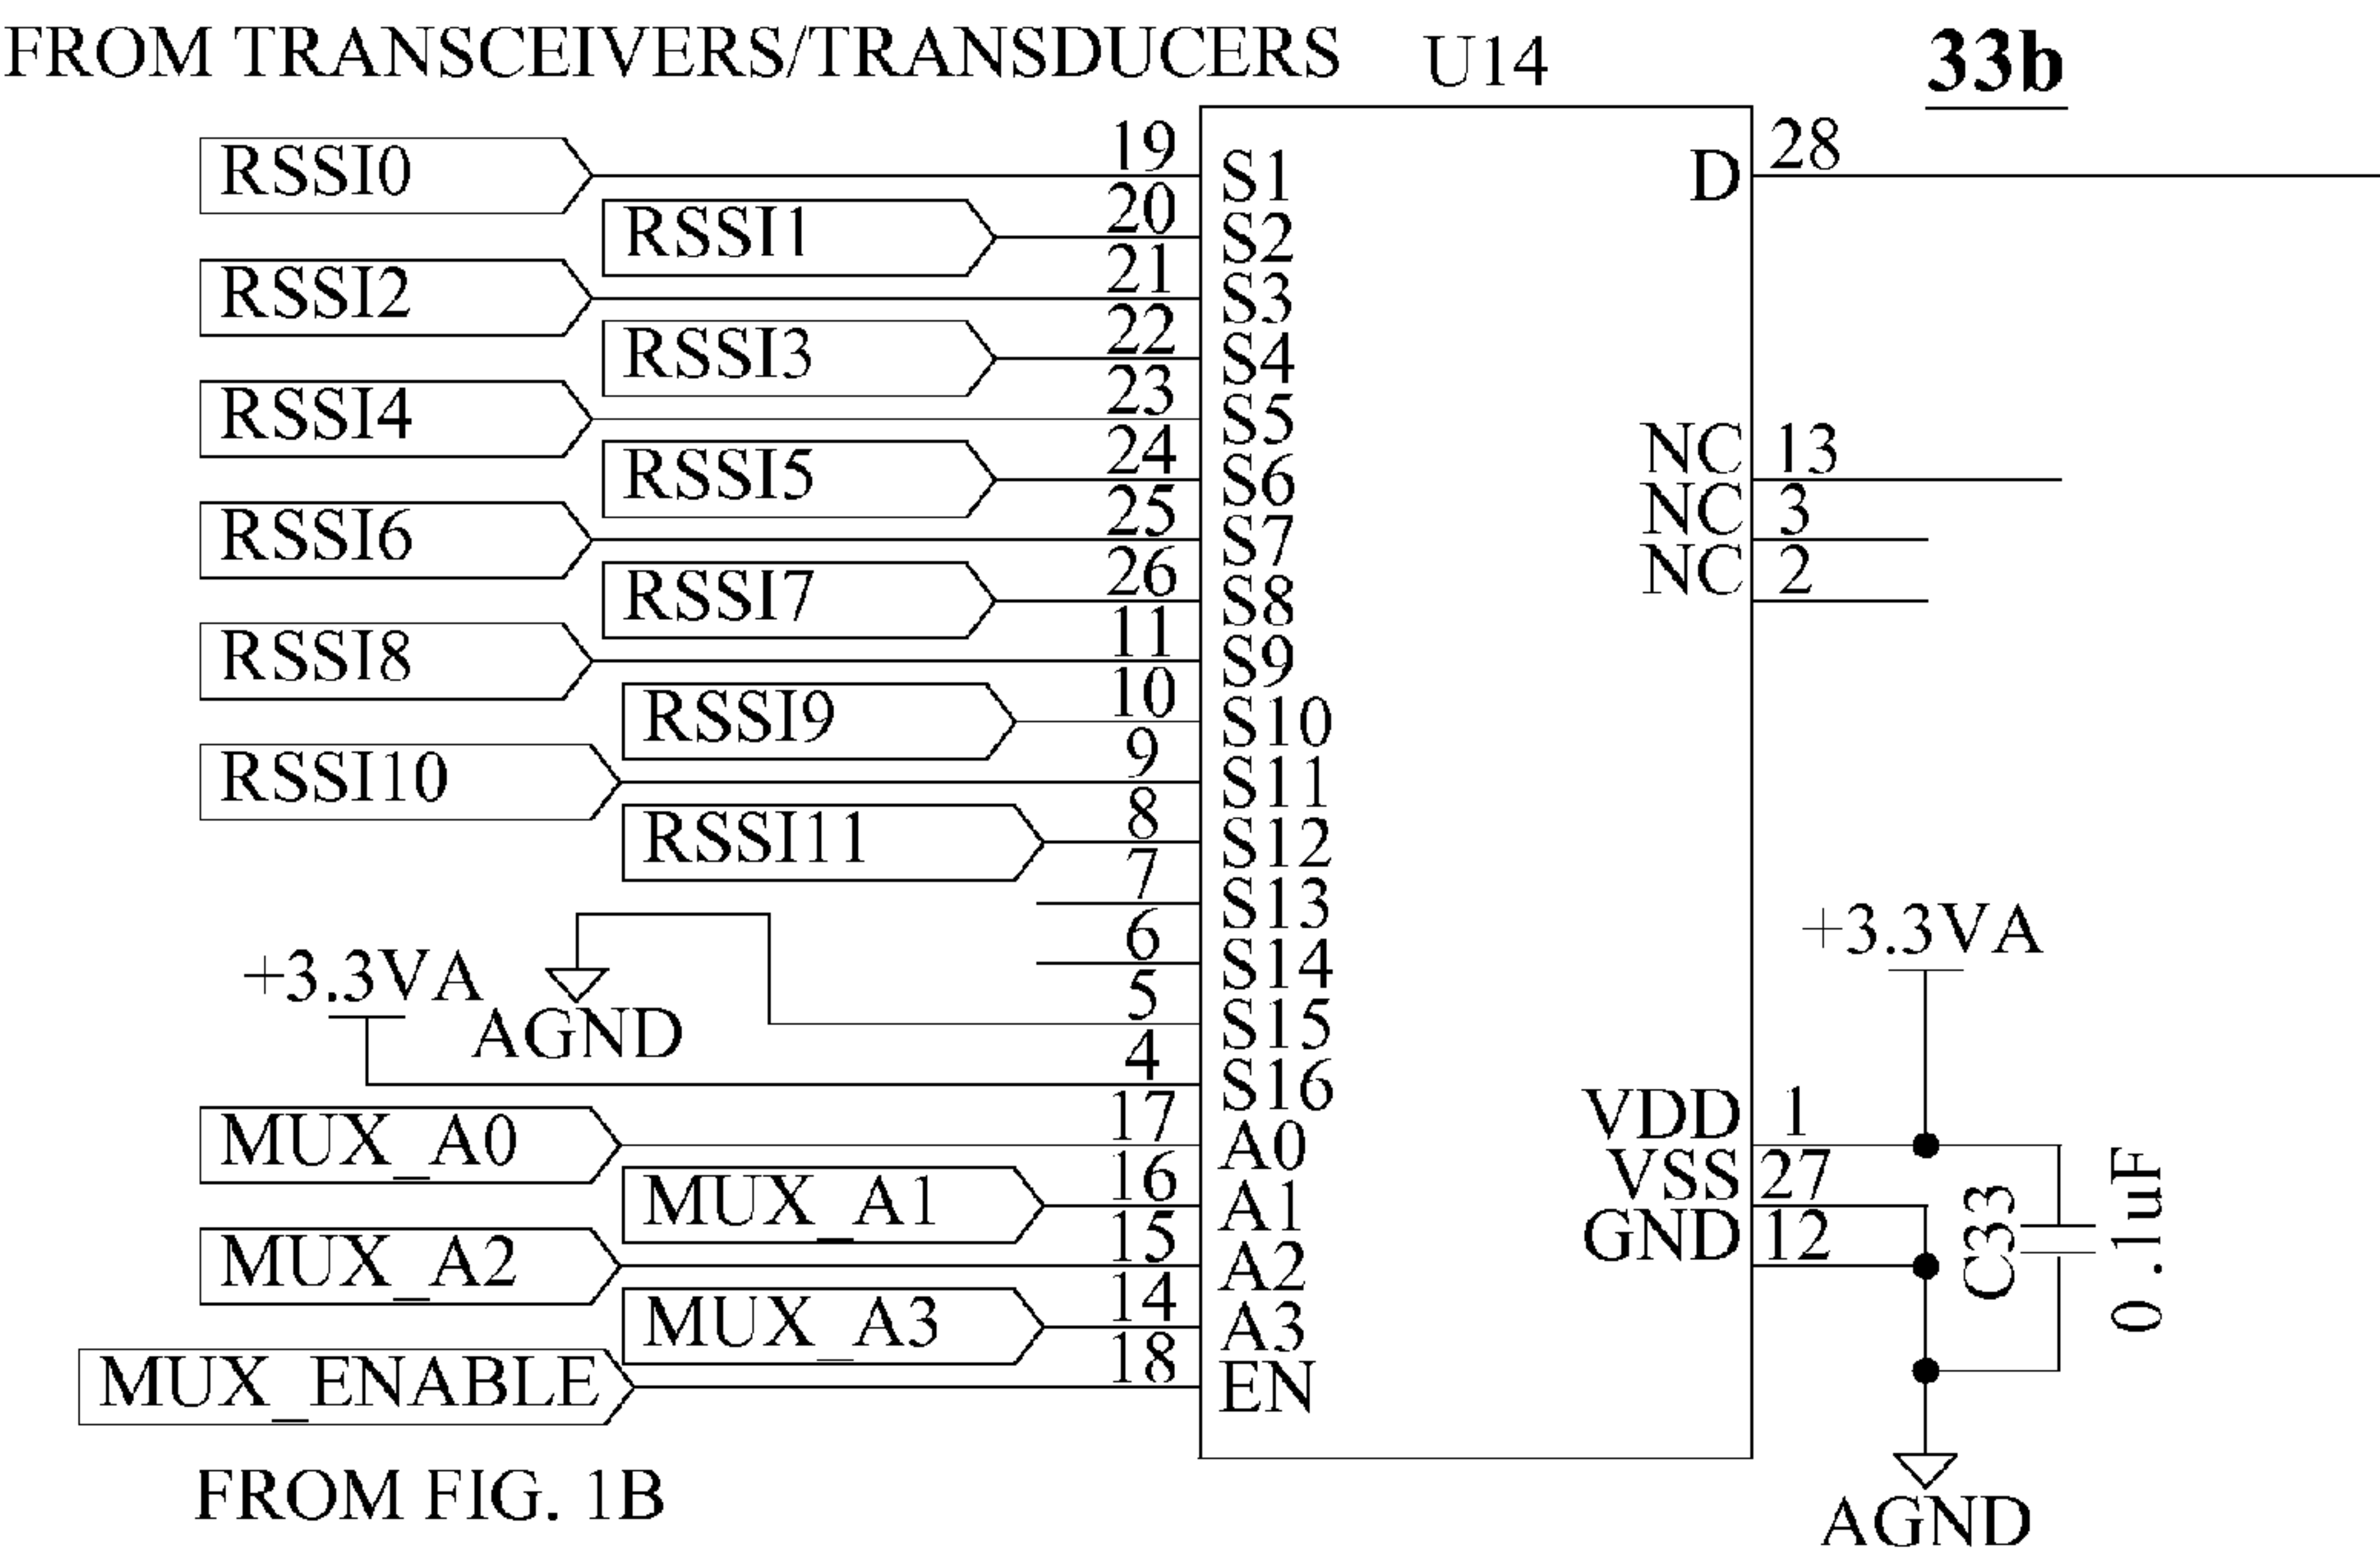 FROM TRANSCEIVERS/TRANSDUCERS U14 33b
RSSI0 19 S1 D 28
RSSI1 20 S2
RSSI2 21 S3
RSSI3 22 S4
RSSI4 23 S5
RSSI5 24 S6 NC 13
RSSI6 25 S7 NC 3
RSSI7 26 S8 NC 2
RSSI8 11 S9
RSSI9 10 S10
RSSI10 9 S11
RSSI11 8 S12
7 S13
6 S14
+3.3VA
AGND
5 S15
4 S16
+3.3VA
MUX_A0 17 A0 VDD 1
MUX_A1 16 A1 VSS 27
MUX_A2 15 A2 GND 12
C33
0.1uF
MUX_A3 14 A3
MUX_ENABLE 18 EN
FROM FIG. 1B
AGND